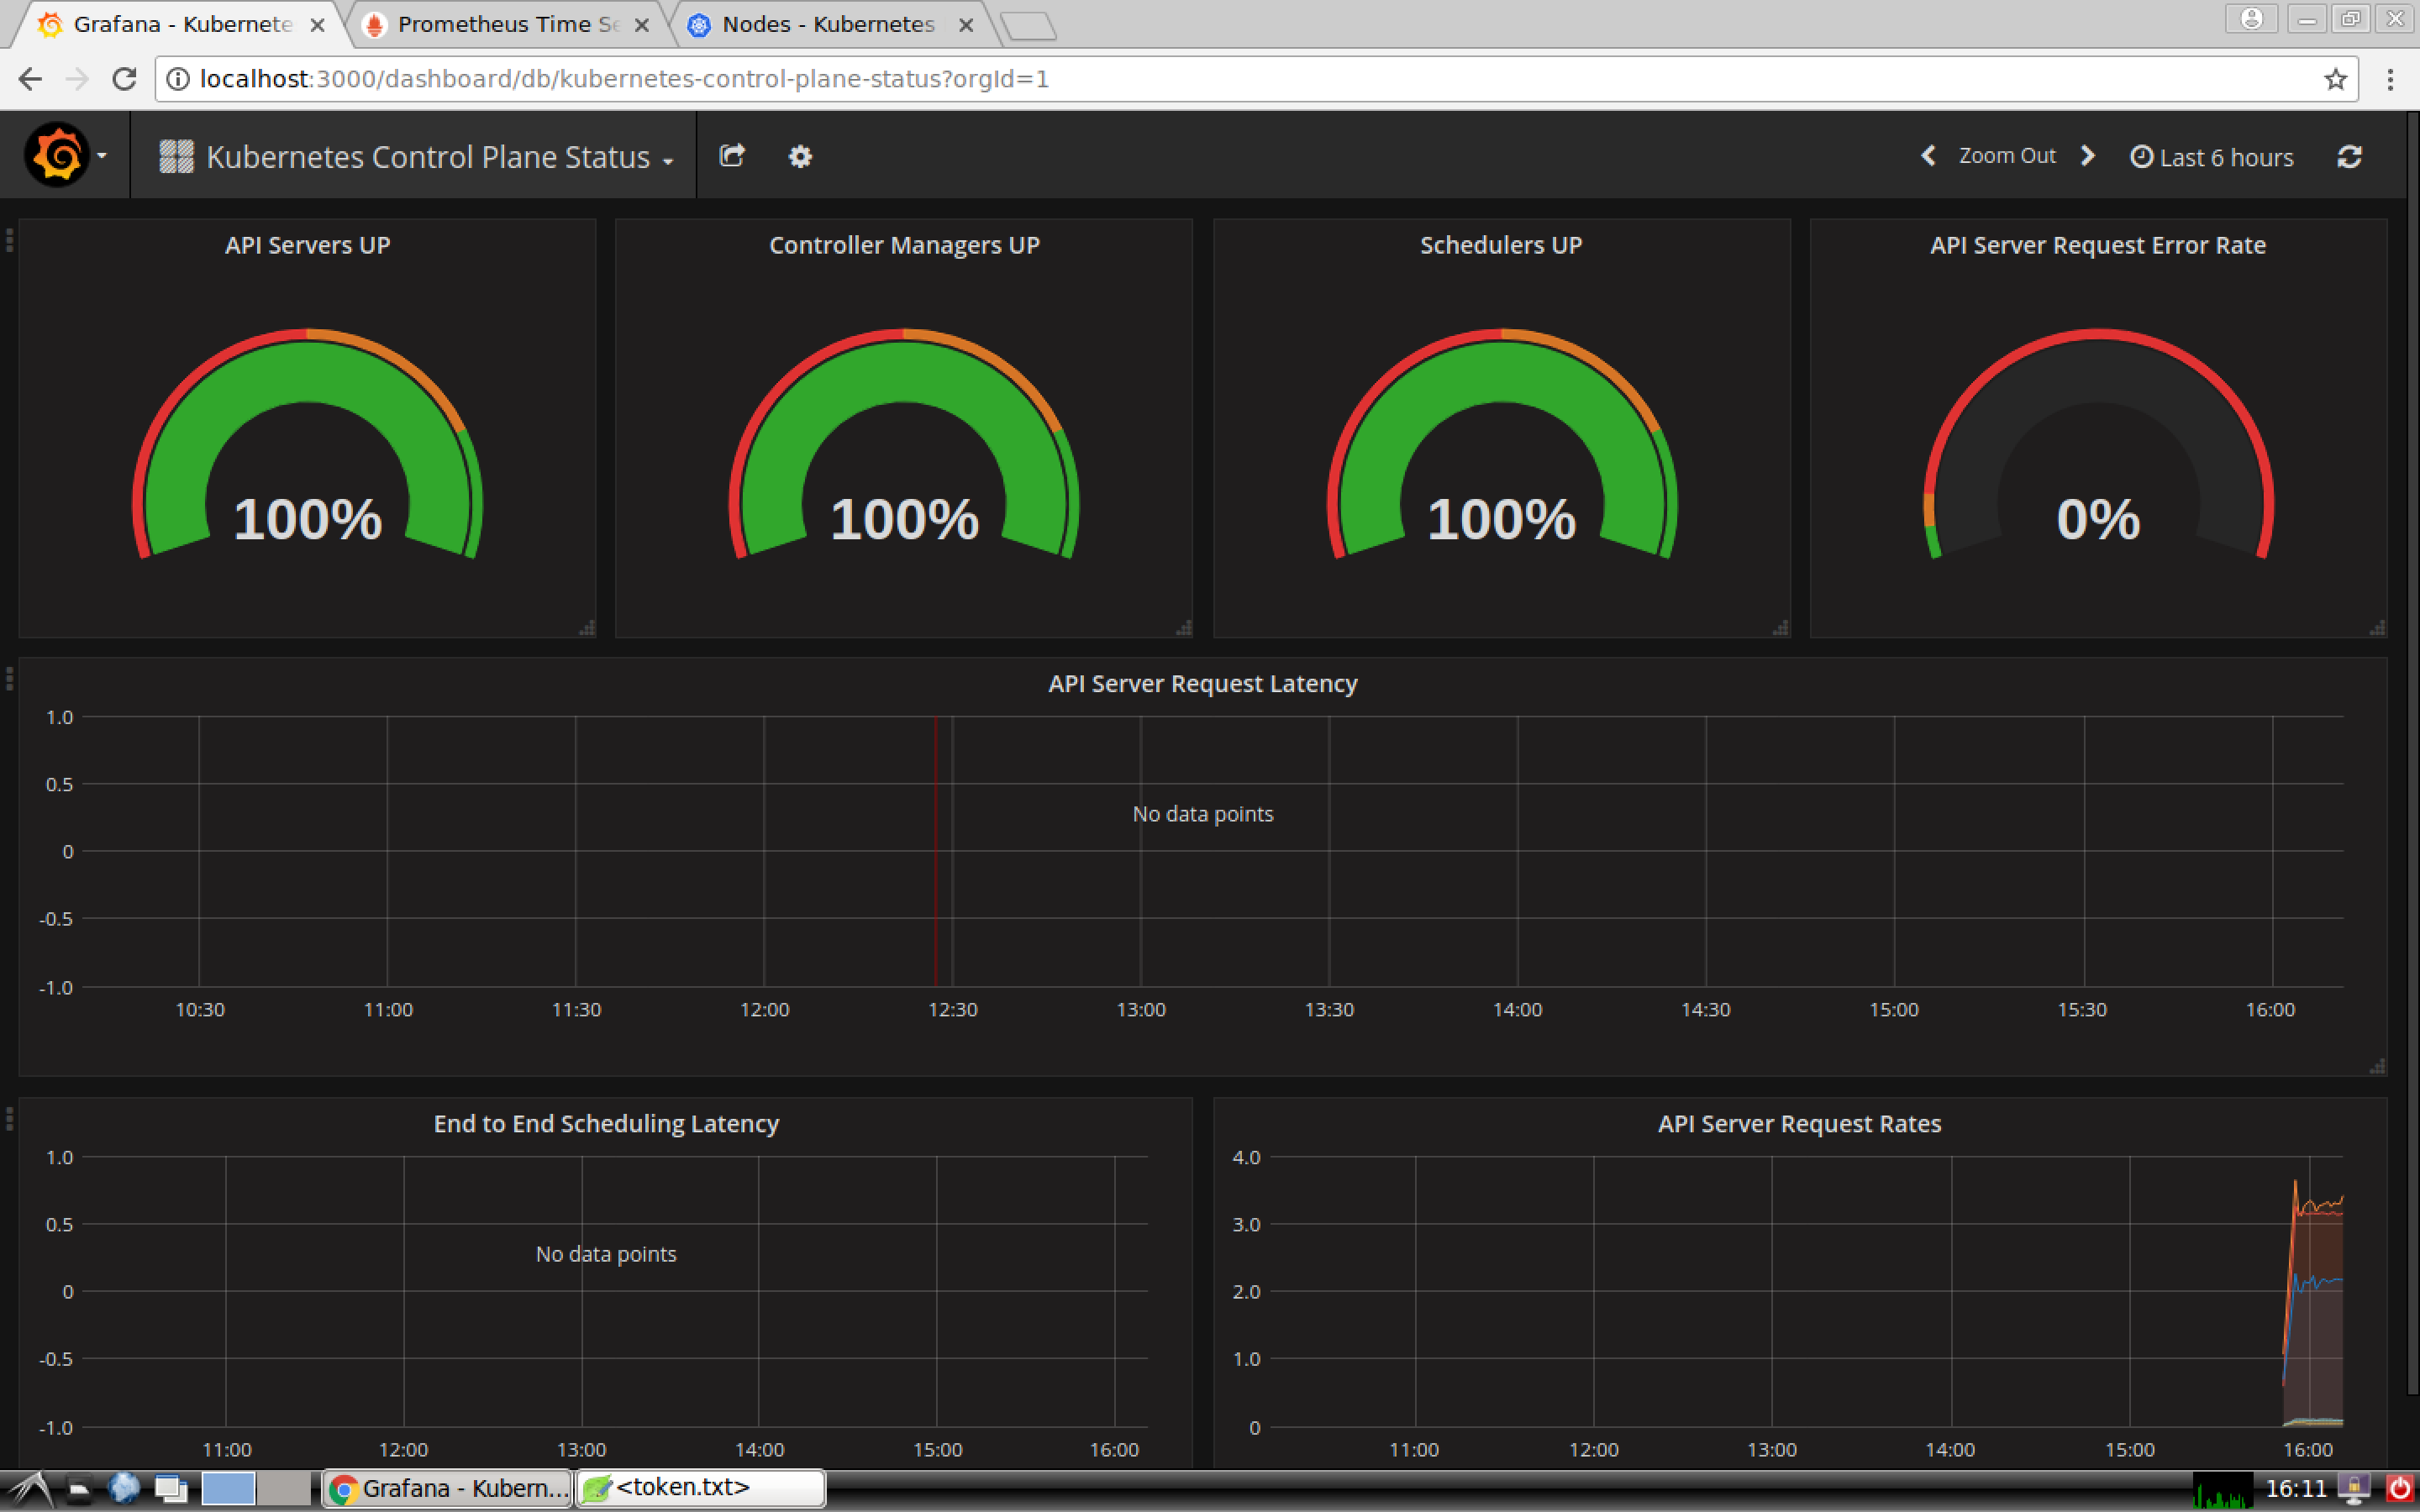 Grafana - Kubernete
Prometheus Time Se
Nodes - Kubernetes
localhost:3000/dashboard/db/kubernetes-control-plane-status?orgId=1
Kubernetes Control Plane Status
Zoom Out
Last 6 hours
API Servers UP
Controller Managers UP
Schedulers UP
API Server Request Error Rate
100%
100%
100%
0%
API Server Request Latency
1.0
0.5
No data points
0
-0.5
-1.0
10:30 11:00 11:30 12:00 12:30 13:00 13:30 14:00 14:30 15:00 15:30 16:00
End to End Scheduling Latency
1.0
0.5
No data points
0
-0.5
-1.0
11:00 12:00 13:00 14:00 15:00 16:00
API Server Request Rates
4.0
3.0
2.0
1.0
0
11:00 12:00 13:00 14:00 15:00 16:00
Grafana - Kubern...
<token.txt>
16:11